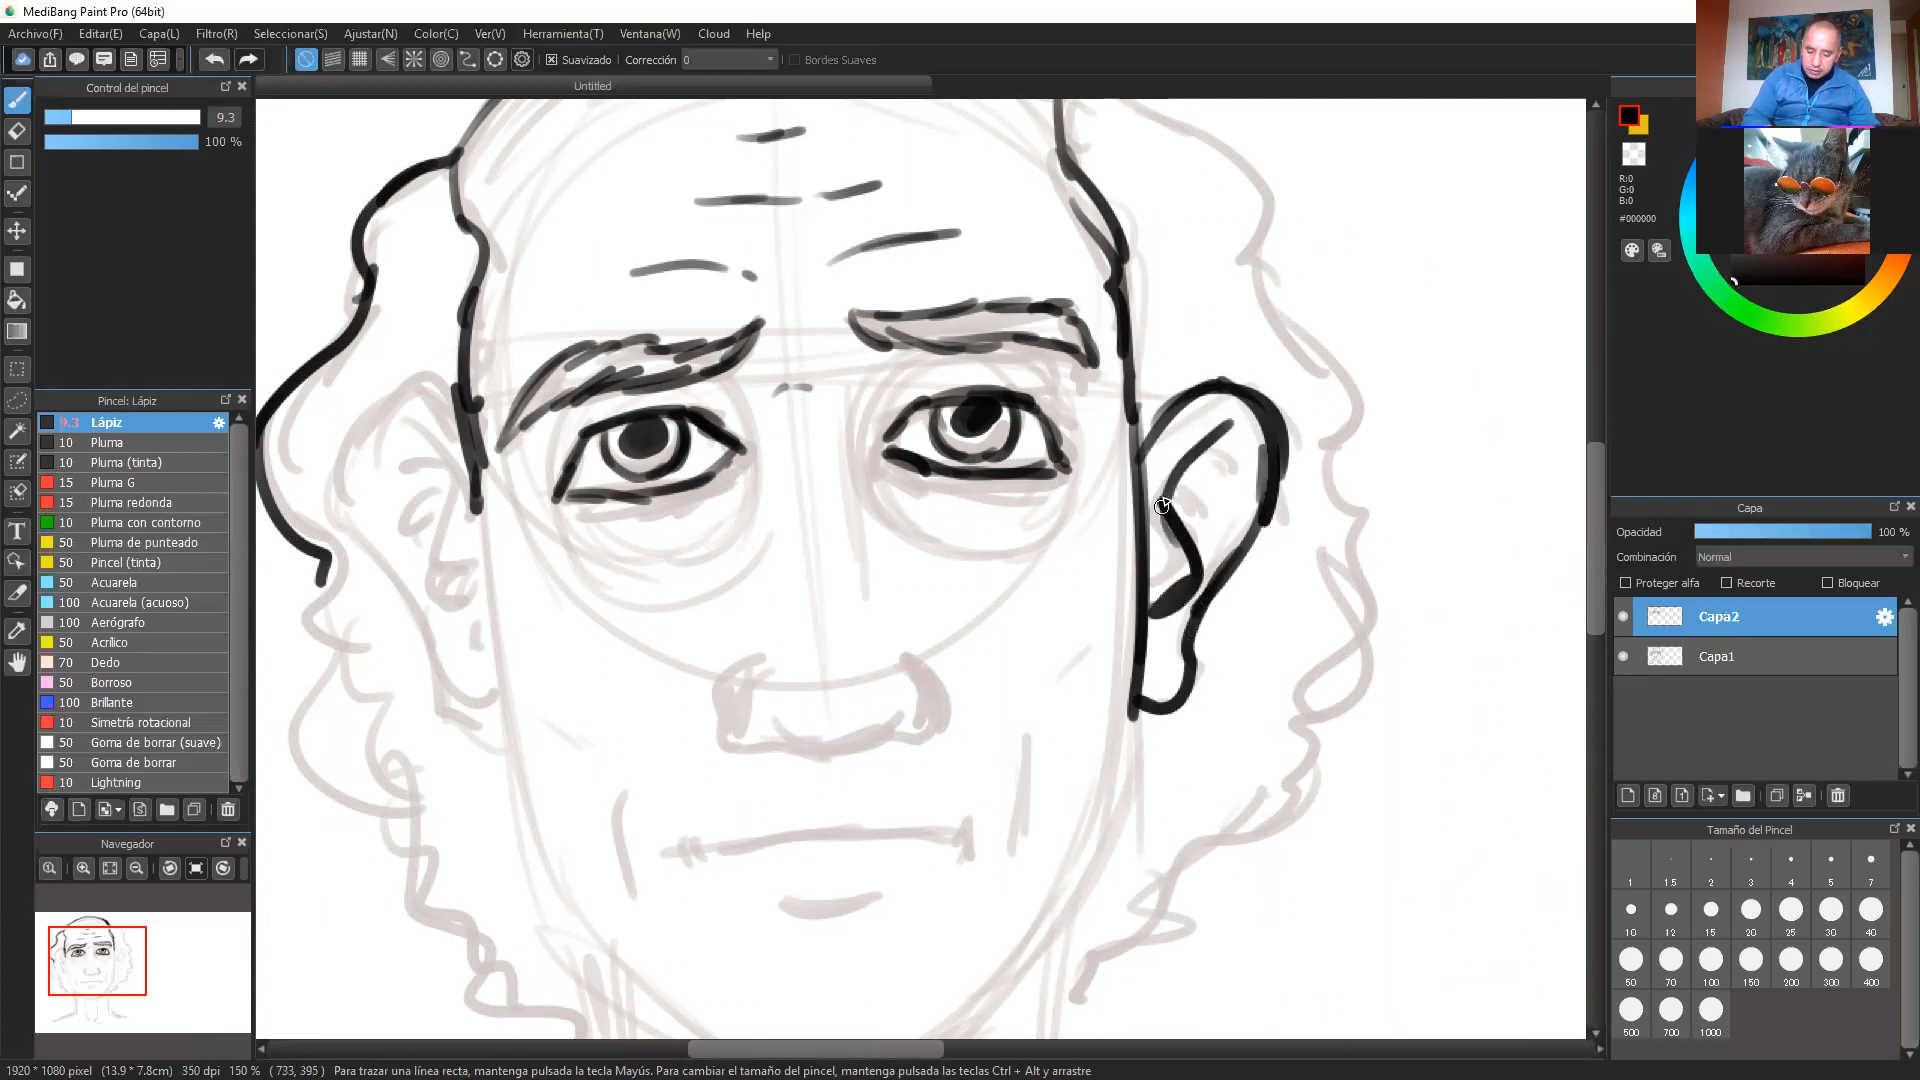 MediBang Paint Pro (64bit)
Archivo(F) Editar(E) Capa(L) Filtro(R) Seleccionar(S) Ajustar(N) Color(C) Ver(V) Herramienta(T) Ventana(W) Cloud Help
Suavizado Corrección 0 Bordes Suaves
Control del pincel
Untitled
9.3
100 %
R:0
G:0
B:0
#000000
Pincel: Lápiz
9.3 Lápiz
10 Pluma
10 Pluma (tinta)
15 Pluma G
15 Pluma redonda
10 Pluma con contorno
50 Pluma de punteado
50 Pincel (tinta)
50 Acuarela
100 Acuarela (acuoso)
100 Aerógrafo
50 Acrílico
70 Dedo
50 Borroso
100 Brillante
10 Simetría rotacional
50 Goma de borrar (suave)
50 Goma de borrar
10 Lightning
Navegador
Capa
Opacidad 100 %
Combinación Normal
Proteger alfa Recorte Bloquear
Capa2
Capa1
Tamaño del Pincel
1 1.5 2 3 4 5 7
10 12 15 20 25 30 40
50 70 100 150 200 300 400
500 700 1000
1920 * 1080 pixel (13.9 * 7.8cm) 350 dpi 150 % ( 733, 395 ) Para trazar una línea recta, mantenga pulsada la tecla Mayús. Para cambiar el tamaño del pincel, mantenga pulsadas las teclas Ctrl + Alt y arrastre